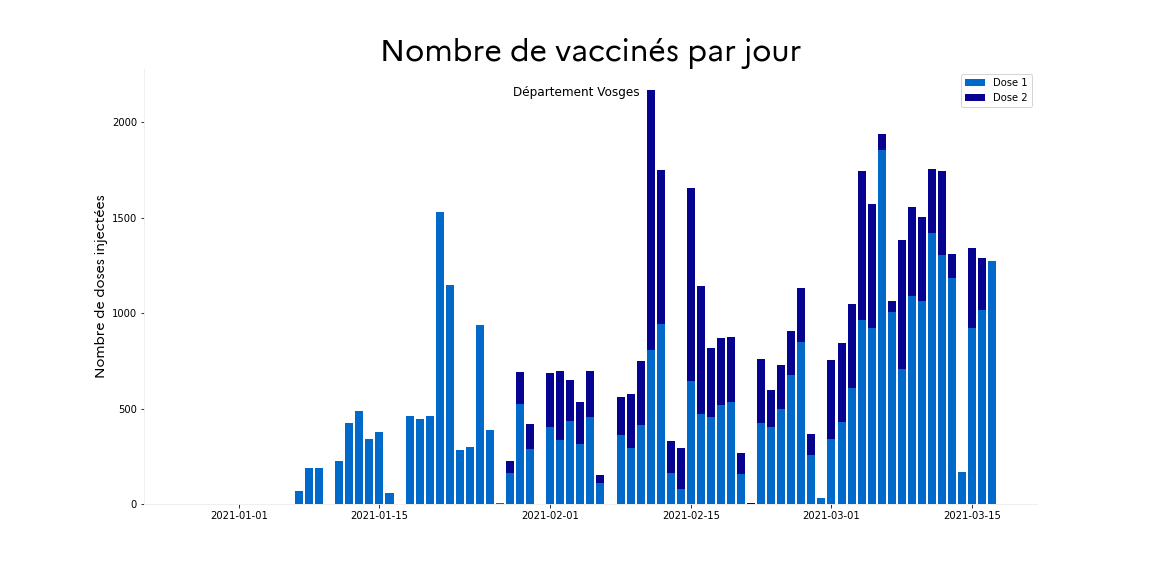 Nombre de vaccinés par jour
Département Vosges
Dose 1
Dose 2
Nombre de doses injectées
2000
1500
1000
500
0
2021-01-01
2021-01-15
2021-02-01
2021-02-15
2021-03-01
2021-03-15